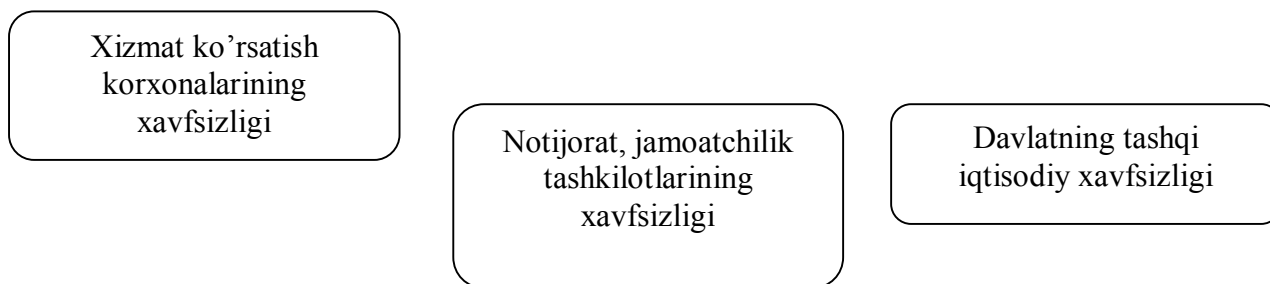 Xizmat ko’rsatish
korxonalarining
xavfsizligi
Notijorat, jamoatchilik
tashkilotlarining
xavfsizligi
Davlatning tashqi
iqtisodiy xavfsizligi